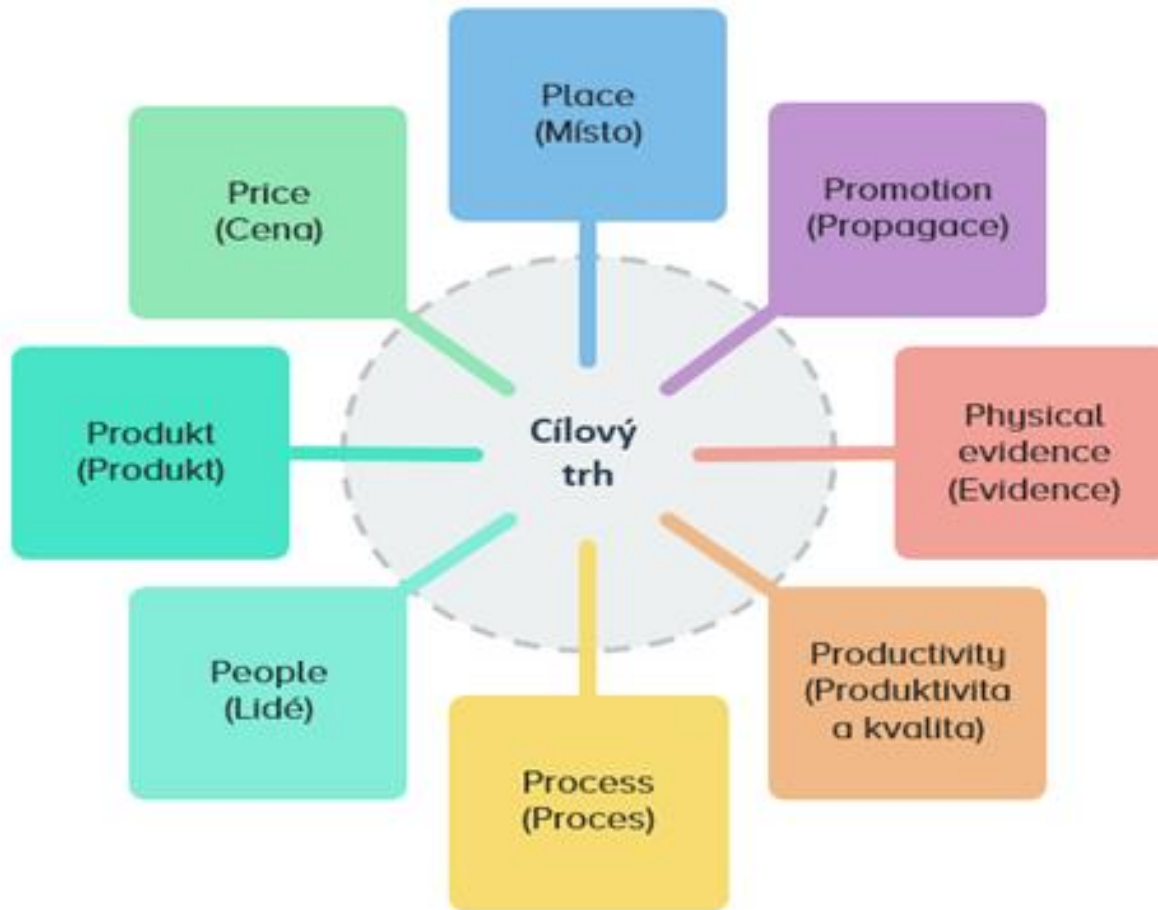 Place
(Místo)
Price
(Cena)
Promotion
(Propagace)
Produkt
(Produkt)
Cílový
trh
Physical
evidence
(Evidence)
People
(Lidé)
Process
(Proces)
Productivity
(Produktivita
a kvalita)